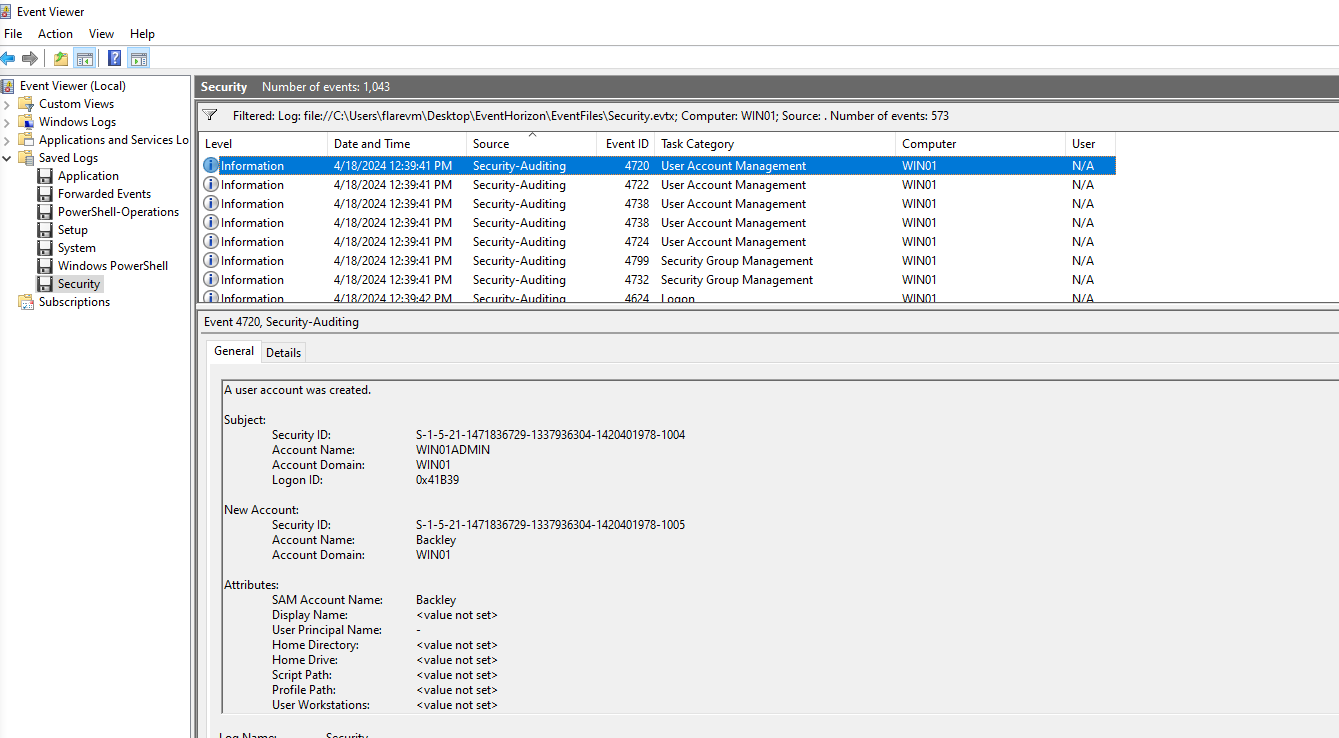 Event Viewer
File Action View Help
Event Viewer (Local)
Custom Views
Windows Logs
Applications and Services Lo
Saved Logs
Application
Forwarded Events
PowerShell-Operations
Setup
System
Windows PowerShell
Security
Subscriptions
Security Number of events: 1,043
Filtered: Log: file://C:\Users\flarevm\Desktop\EventHorizon\EventFiles\Security.evtx; Computer: WIN01; Source: . Number of events: 573
Level Date and Time Source Event ID Task Category Computer User
Information 4/18/2024 12:39:41 PM Security-Auditing 4720 User Account Management WIN01 N/A
Information 4/18/2024 12:39:41 PM Security-Auditing 4722 User Account Management WIN01 N/A
Information 4/18/2024 12:39:41 PM Security-Auditing 4738 User Account Management WIN01 N/A
Information 4/18/2024 12:39:41 PM Security-Auditing 4738 User Account Management WIN01 N/A
Information 4/18/2024 12:39:41 PM Security-Auditing 4724 User Account Management WIN01 N/A
Information 4/18/2024 12:39:41 PM Security-Auditing 4799 Security Group Management WIN01 N/A
Information 4/18/2024 12:39:41 PM Security-Auditing 4732 Security Group Management WIN01 N/A
Information 4/18/2024 12:39:42 PM Security-Auditing 4624 Logon WIN01 N/A
Event 4720, Security-Auditing
General Details
A user account was created.
Subject:
Security ID: S-1-5-21-1471836729-1337936304-1420401978-1004
Account Name: WIN01ADMIN
Account Domain: WIN01
Logon ID: 0x41B39
New Account:
Security ID: S-1-5-21-1471836729-1337936304-1420401978-1005
Account Name: Backley
Account Domain: WIN01
Attributes:
SAM Account Name: Backley
Display Name: <value not set>
User Principal Name: -
Home Directory: <value not set>
Home Drive: <value not set>
Script Path: <value not set>
Profile Path: <value not set>
User Workstations: <value not set>
Log Name: Security